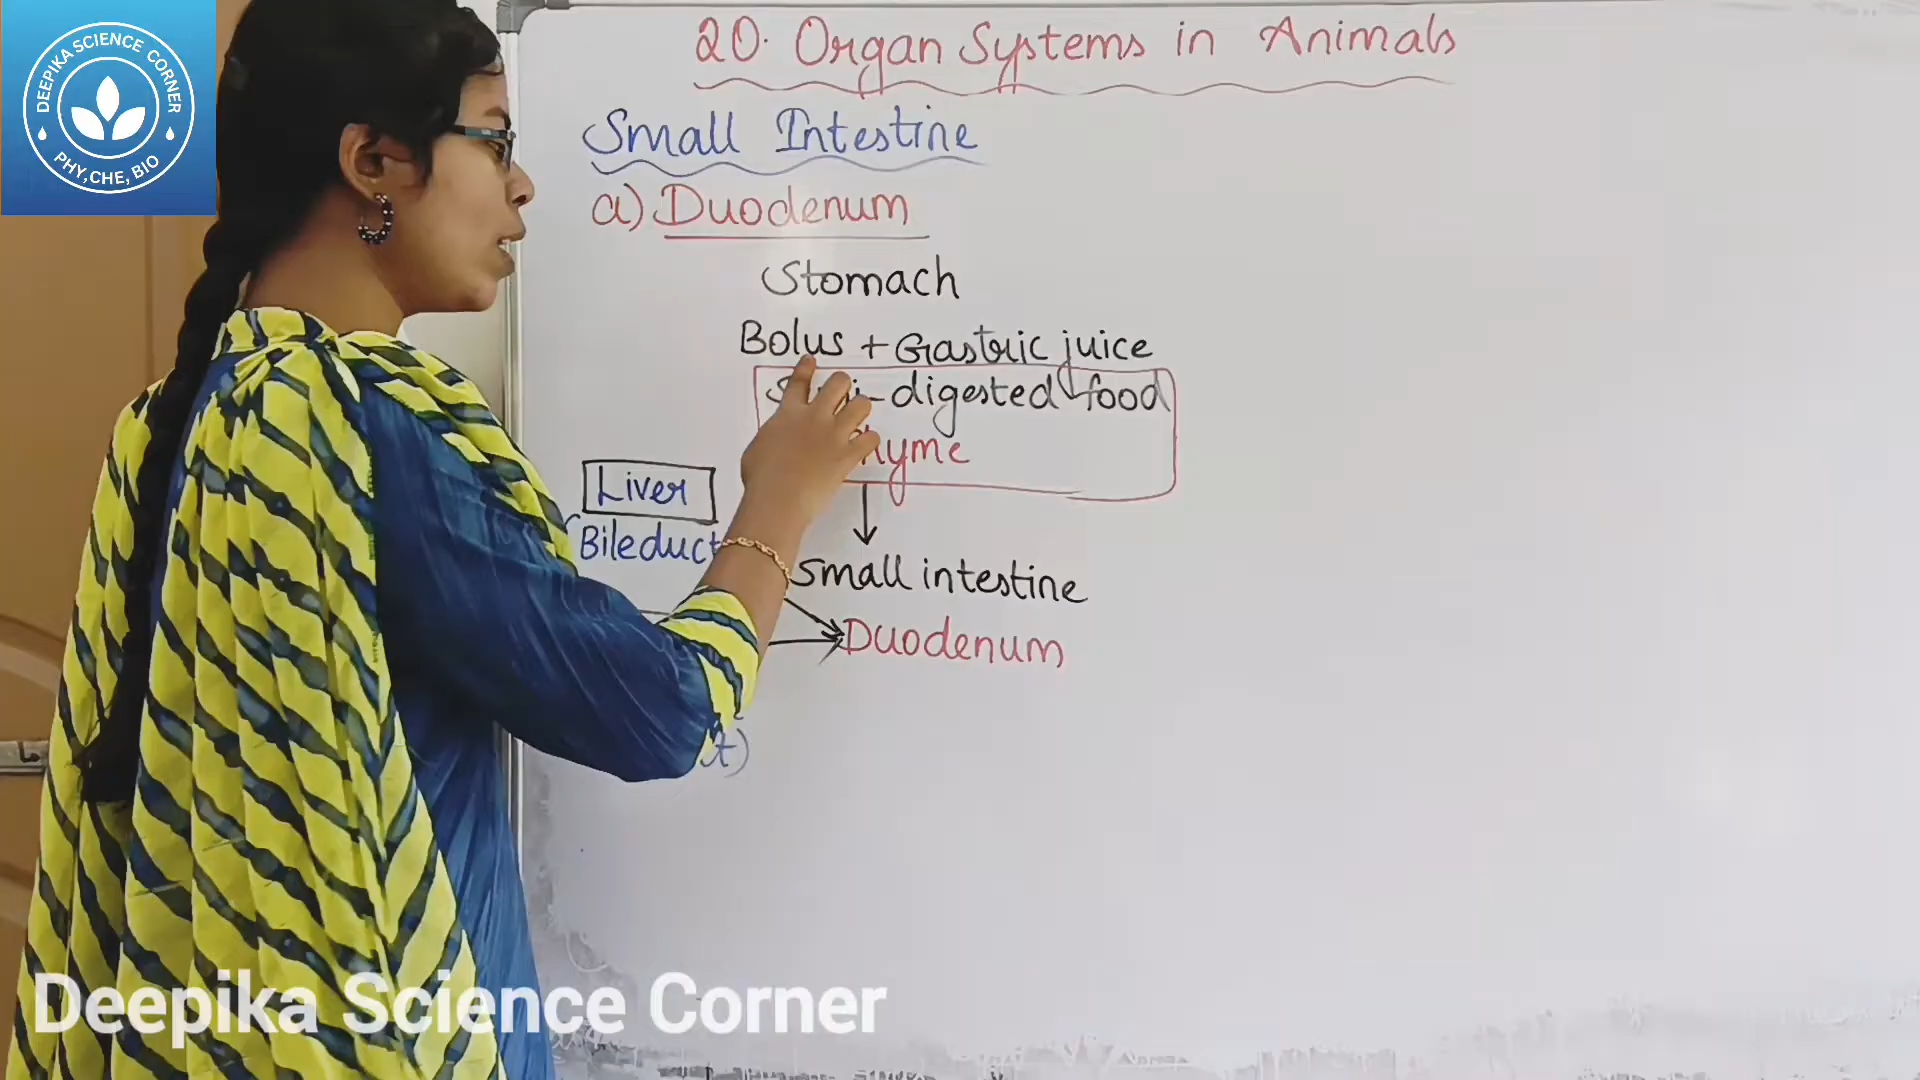 DEEPIKA SCIENCE CORNER
PHY,CHE, BIO
20. Organ Systems in Animals
Small Intestine
a) Duodenum
Stomach
Bolus + Gastric juice
digested food
Liver
Bileduct
Small intestine
Duodenum
Deepika Science Corner